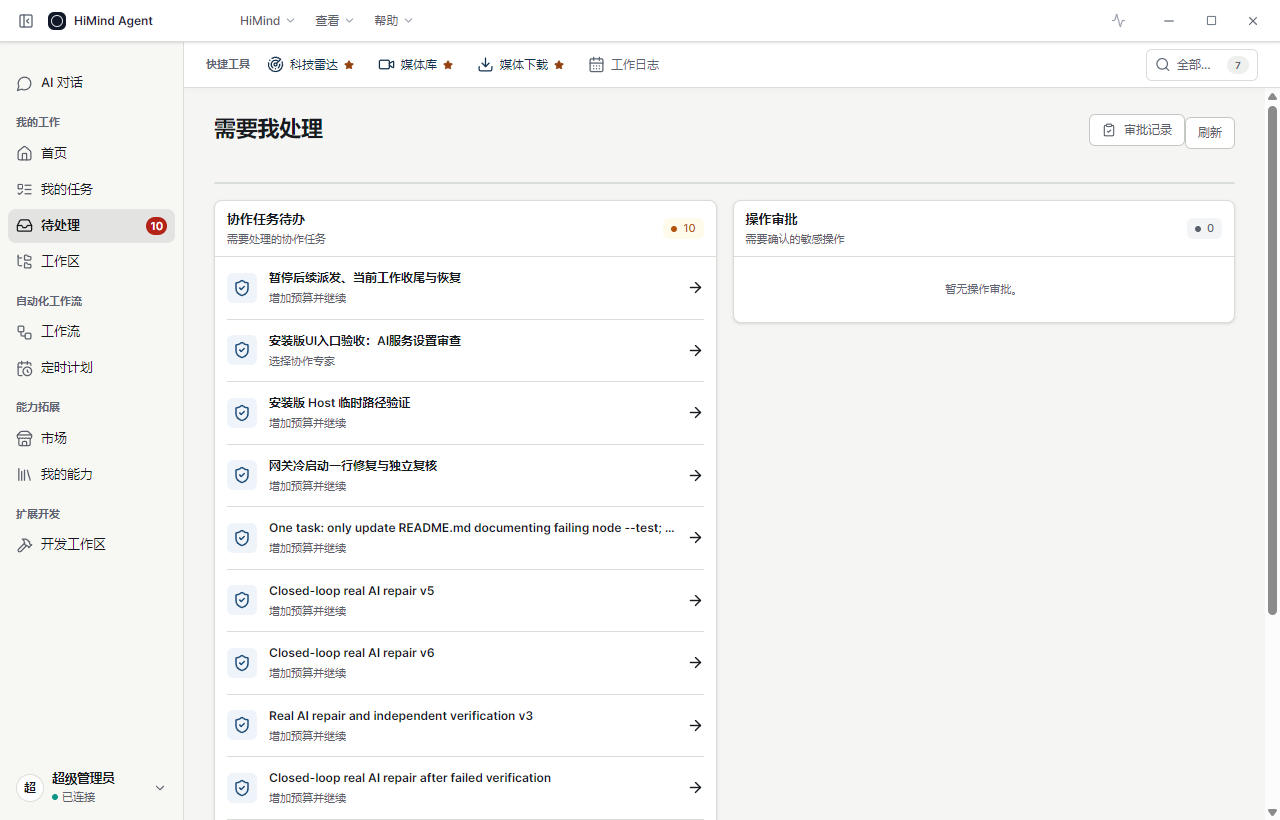 HiMind Agent
HiMind
查看
帮助
AI 对话
我的工作
首页
我的任务
待处理
10
工作区
自动化工作流
工作流
定时计划
能力拓展
市场
我的能力
扩展开发
开发工作区
超
超级管理员
已连接
快捷工具
科技雷达
媒体库
媒体下载
工作日志
全部...
7
需要我处理
审批记录
刷新
协作任务待办
需要处理的协作任务
10
暂停后续派发、当前工作收尾与恢复
增加预算并继续
安装版UI入口验收：AI服务设置审查
选择协作专家
安装版 Host 临时路径验证
增加预算并继续
网关冷启动一行修复与独立复核
增加预算并继续
One task: only update README.md documenting failing node --test; ...
增加预算并继续
Closed-loop real AI repair v5
增加预算并继续
Closed-loop real AI repair v6
增加预算并继续
Real AI repair and independent verification v3
增加预算并继续
Closed-loop real AI repair after failed verification
增加预算并继续
操作审批
需要确认的敏感操作
0
暂无操作审批。